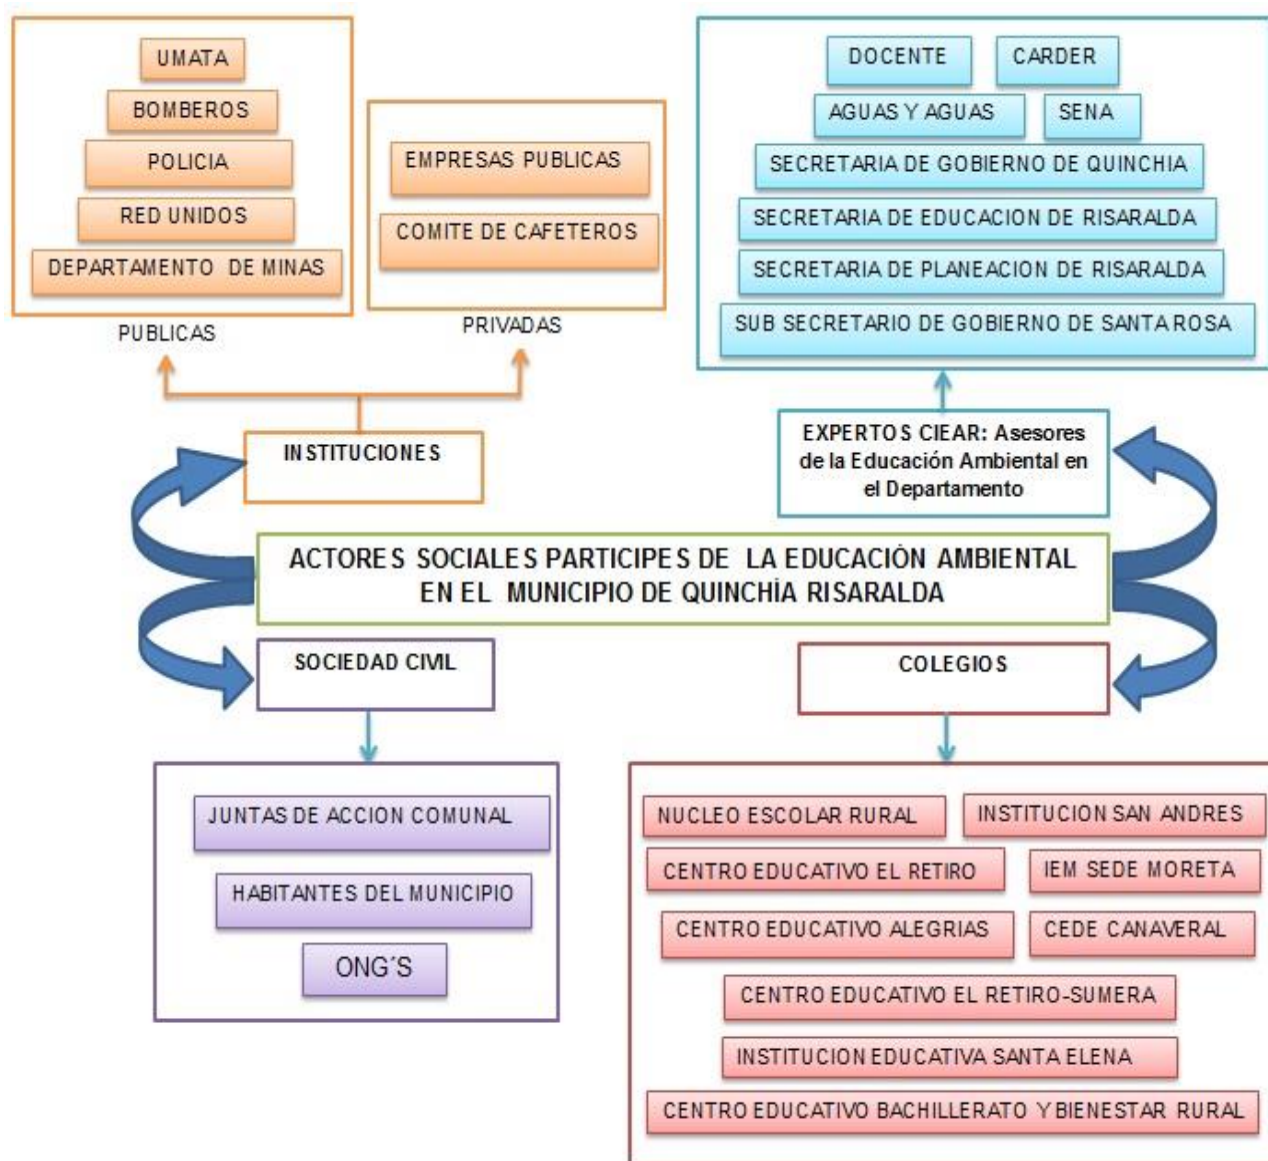 UMATA
BOMBEROS
POLICIA
RED UNIDOS
DEPARTAMENTO DE MINAS
PUBLICAS
EMPRESAS PUBLICAS
COMITE DE CAFETEROS
PRIVADAS
DOCENTE
CARDER
AGUAS Y AGUAS
SENA
SECRETARIA DE GOBIERNO DE QUINCHIA
SECRETARIA DE EDUCACION DE RISARALDA
SECRETARIA DE PLANEACION DE RISARALDA
SUB SECRETARIO DE GOBIERNO DE SANTA ROSA
INSTITUCIONES
EXPERTOS CIEAR: Asesores
de la Educación Ambiental en
el Departamento
ACTORES SOCIALES PARTICIPES DE LA EDUCACIÓN AMBIENTAL
EN EL MUNICIPIO DE QUINCHÌA RISARALDA
SOCIEDAD CIVIL
COLEGIOS
JUNTAS DE ACCION COMUNAL
HABITANTES DEL MUNICIPIO
ONG´S
NUCLEO ESCOLAR RURAL
INSTITUCION SAN ANDRES
CENTRO EDUCATIVO EL RETIRO
IEM SEDE MORETA
CENTRO EDUCATIVO ALEGRIAS
CEDE CANAVERAL
CENTRO EDUCATIVO EL RETIRO-SUMERA
INSTITUCION EDUCATIVA SANTA ELENA
CENTRO EDUCATIVO BACHILLERATO Y BIENESTAR RURAL